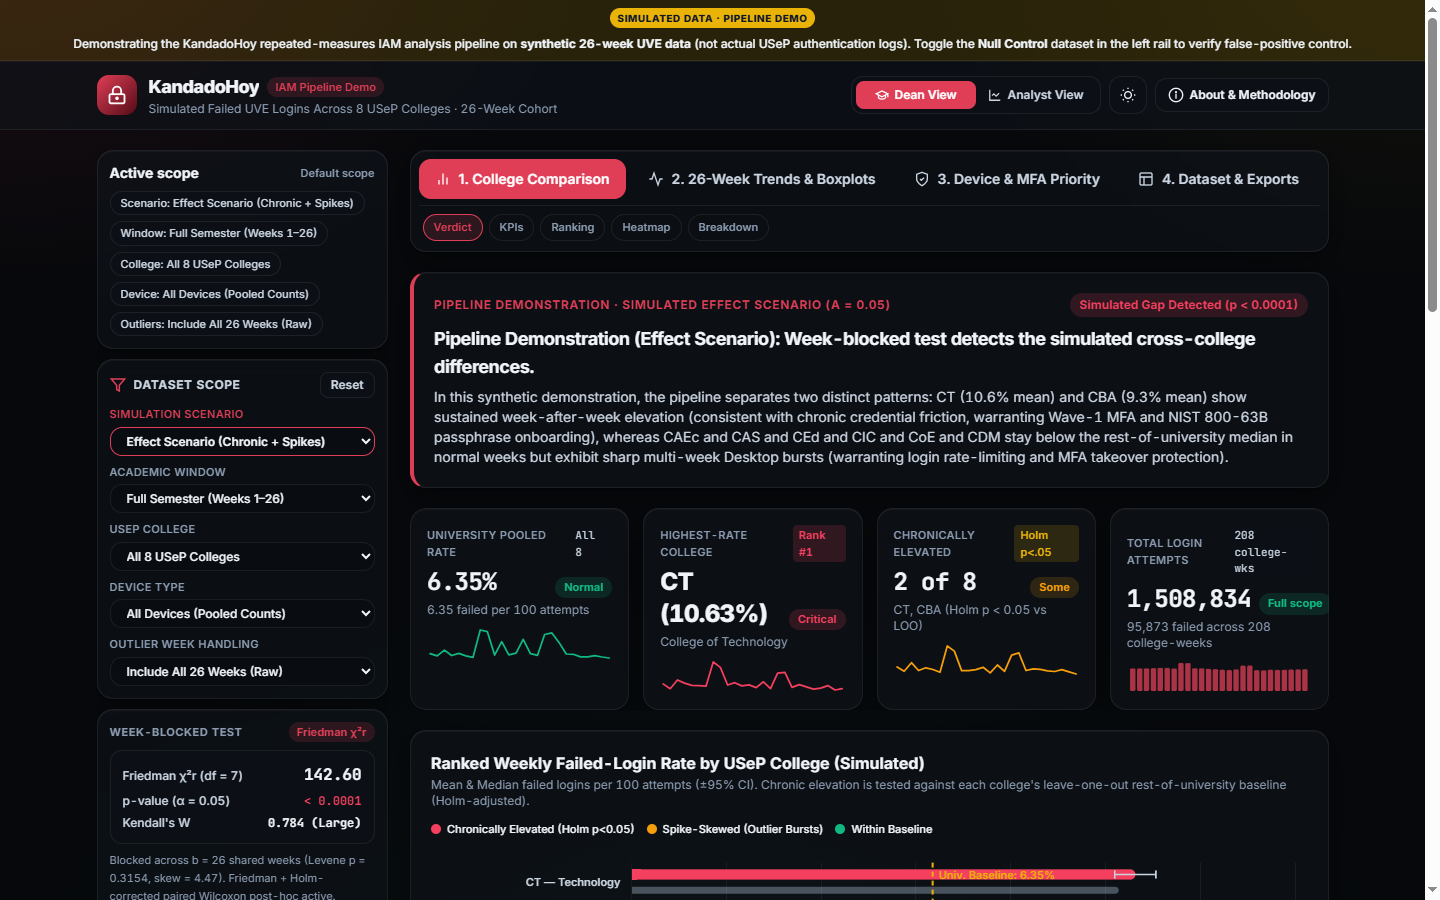 SIMULATED DATA · PIPELINE DEMO
Demonstrating the KandadoHoy repeated-measures IAM analysis pipeline on synthetic 26-week UVE data (not actual USeP authentication logs). Toggle the Null Control dataset in the left rail to verify false-positive control.
KandadoHoy
IAM Pipeline Demo
Simulated Failed UVE Logins Across 8 USeP Colleges · 26-Week Cohort
Dean View
Analyst View
About & Methodology
Active scope
Default scope
Scenario: Effect Scenario (Chronic + Spikes)
Window: Full Semester (Weeks 1–26)
College: All 8 USeP Colleges
Device: All Devices (Pooled Counts)
Outliers: Include All 26 Weeks (Raw)
DATASET SCOPE
Reset
SIMULATION SCENARIO
Effect Scenario (Chronic + Spikes)
ACADEMIC WINDOW
Full Semester (Weeks 1–26)
USEP COLLEGE
All 8 USeP Colleges
DEVICE TYPE
All Devices (Pooled Counts)
OUTLIER WEEK HANDLING
Include All 26 Weeks (Raw)
WEEK-BLOCKED TEST
Friedman χ²r
Friedman χ²r (df = 7)
142.60
p-value (α = 0.05)
< 0.0001
Kendall's W
0.784 (Large)
Blocked across b = 26 shared weeks (Levene p =
0.3154, skew = 4.47). Friedman + Holm-
corrected paired Wilcoxon post-hoc active.
1. College Comparison
2. 26-Week Trends & Boxplots
3. Device & MFA Priority
4. Dataset & Exports
Verdict
KPIs
Ranking
Heatmap
Breakdown
PIPELINE DEMONSTRATION · SIMULATED EFFECT SCENARIO (Α = 0.05)
Simulated Gap Detected (p < 0.0001)
Pipeline Demonstration (Effect Scenario): Week-blocked test detects the simulated cross-college
differences.
In this synthetic demonstration, the pipeline separates two distinct patterns: CT (10.6% mean) and CBA (9.3% mean) show
sustained week-after-week elevation (consistent with chronic credential friction, warranting Wave-1 MFA and NIST 800-63B
passphrase onboarding), whereas CAEc and CAS and CEd and CIC and CoE and CDM stay below the rest-of-university median in
normal weeks but exhibit sharp multi-week Desktop bursts (warranting login rate-limiting and MFA takeover protection).
UNIVERSITY POOLED
RATE
All
8
6.35%
Normal
6.35 failed per 100 attempts
HIGHEST-RATE
COLLEGE
Rank
#1
CT
(10.63%)
Critical
College of Technology
CHRONICALLY
ELEVATED
Holm
p<.05
2 of 8
Some
CT, CBA (Holm p < 0.05 vs
LOO)
TOTAL LOGIN
ATTEMPTS
208
college-
wks
1,508,834
Full scope
95,873 failed across 208
college-weeks
Ranked Weekly Failed-Login Rate by USeP College (Simulated)
Mean & Median failed logins per 100 attempts (±95% CI). Chronic elevation is tested against each college's leave-one-out rest-of-university baseline
(Holm-adjusted).
Chronically Elevated (Holm p<0.05)
Spike-Skewed (Outlier Bursts)
Within Baseline
CT — Technology
Univ. Baseline: 6.35%